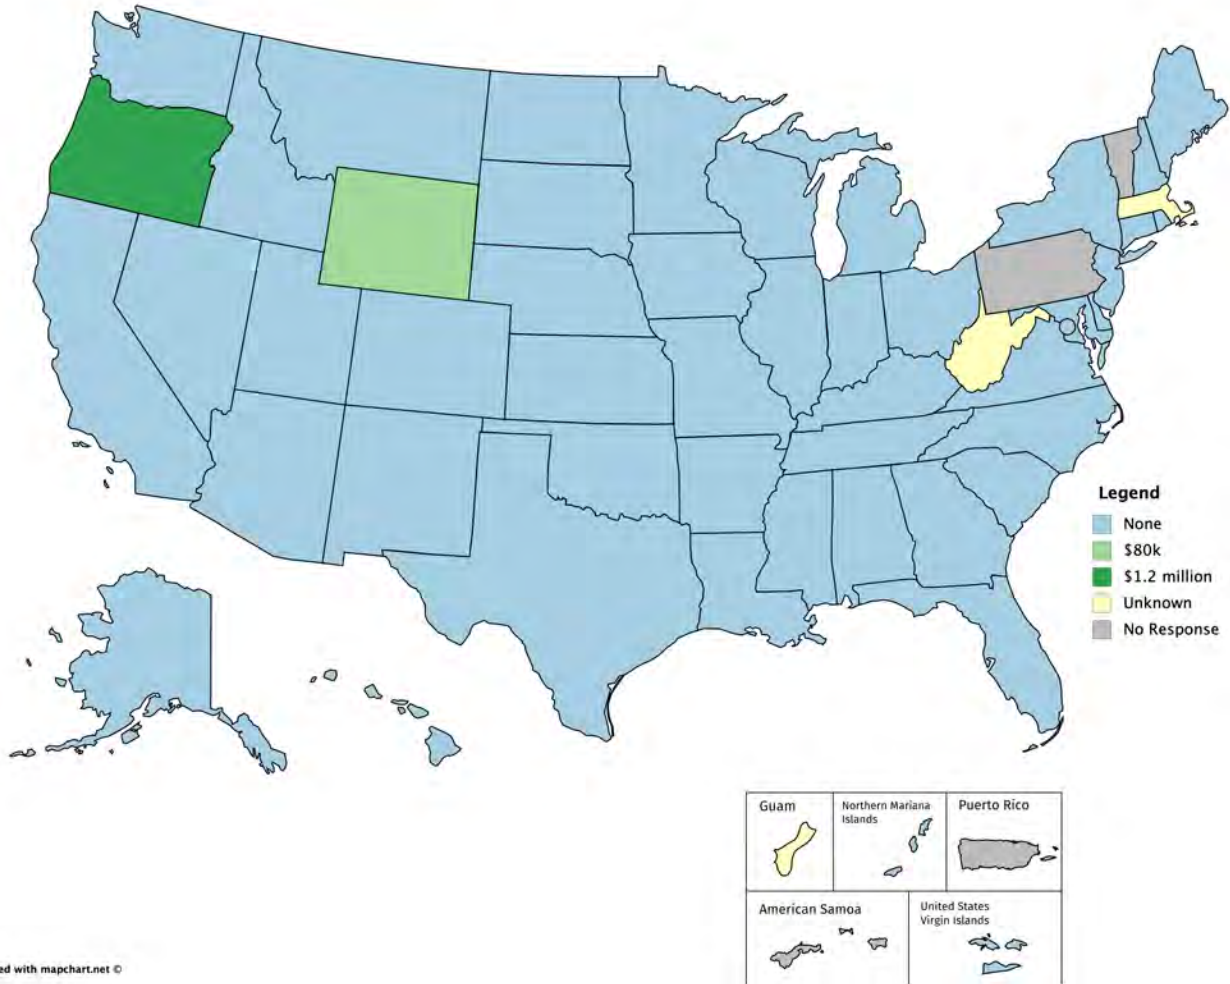 Legend
None
$80k
$1.2 million
Unknown
No Response
Guam
Northern Mariana
Islands
Puerto Rico
American Samoa
United States
Virgin Islands
ed with mapchart.net ©